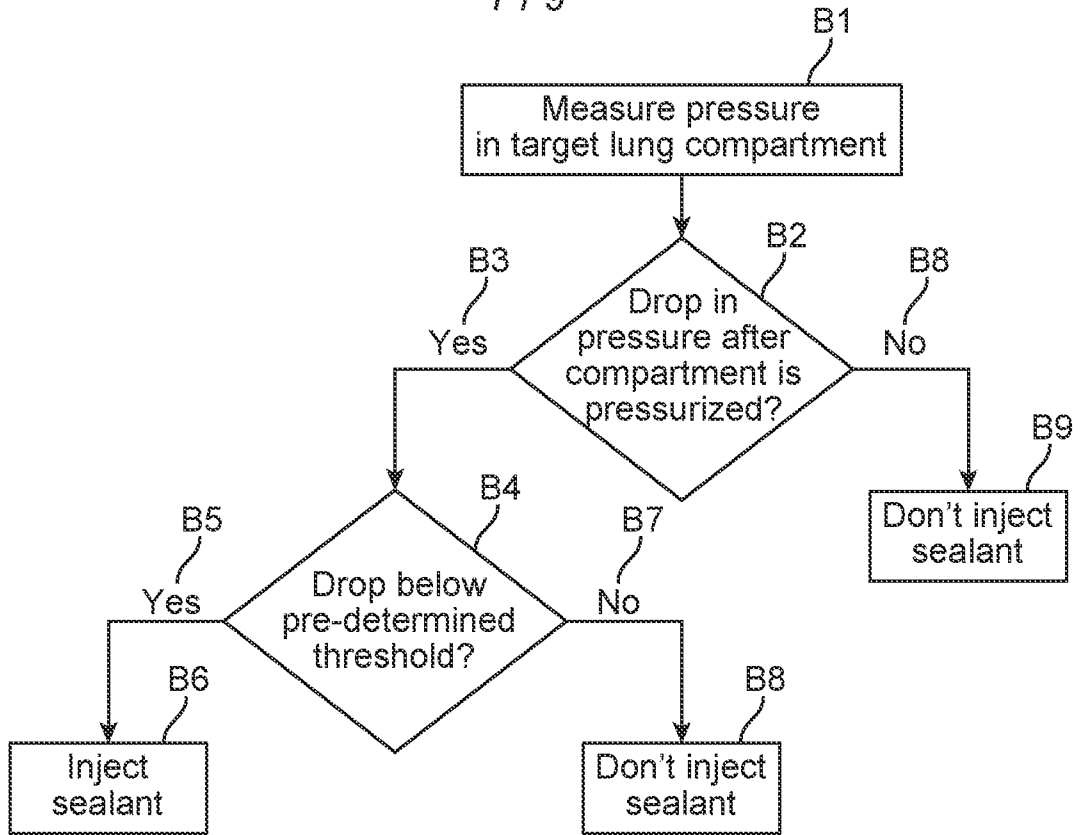 B1
Measure pressure
in target lung compartment
B2
B3
B8
Drop in
pressure after
compartment is
pressurized?
Yes
No
B9
Don't inject
sealant
B4
B5
B7
Drop below
pre-determined
threshold?
Yes
No
B6
Inject
sealant
B8
Don't inject
sealant